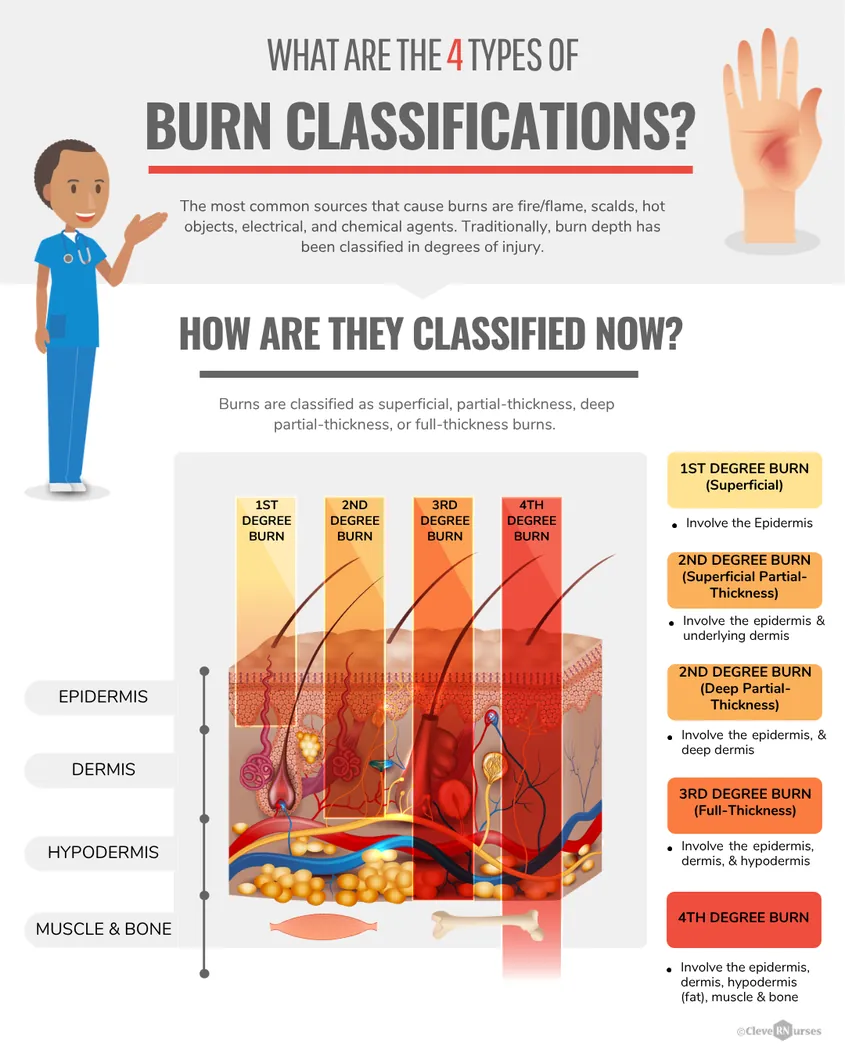 WHAT ARE THE 4 TYPES OF
BURN CLASSIFICATIONS?
The most common sources that cause burns are fire/flame, scalds, hot
objects, electrical, and chemical agents. Traditionally, burn depth has
been classified in degrees of injury.
HOW ARE THEY CLASSIFIED NOW?
Burns are classified as superficial, partial-thickness, deep
partial-thickness, or full-thickness burns.
1ST
DEGREE
BURN
2ND
DEGREE
BURN
3RD
DEGREE
BURN
4TH
DEGREE
BURN
EPIDERMIS
DERMIS
HYPODERMIS
MUSCLE & BONE
1ST DEGREE BURN
(Superficial)
• Involve the Epidermis
2ND DEGREE BURN
(Superficial Partial-
Thickness)
• Involve the epidermis &
underlying dermis
2ND DEGREE BURN
(Deep Partial-
Thickness)
• Involve the epidermis, &
deep dermis
3RD DEGREE BURN
(Full-Thickness)
• Involve the epidermis,
dermis, & hypodermis
4TH DEGREE BURN
• Involve the epidermis,
dermis, hypodermis
(fat), muscle & bone
©CleveRNurses